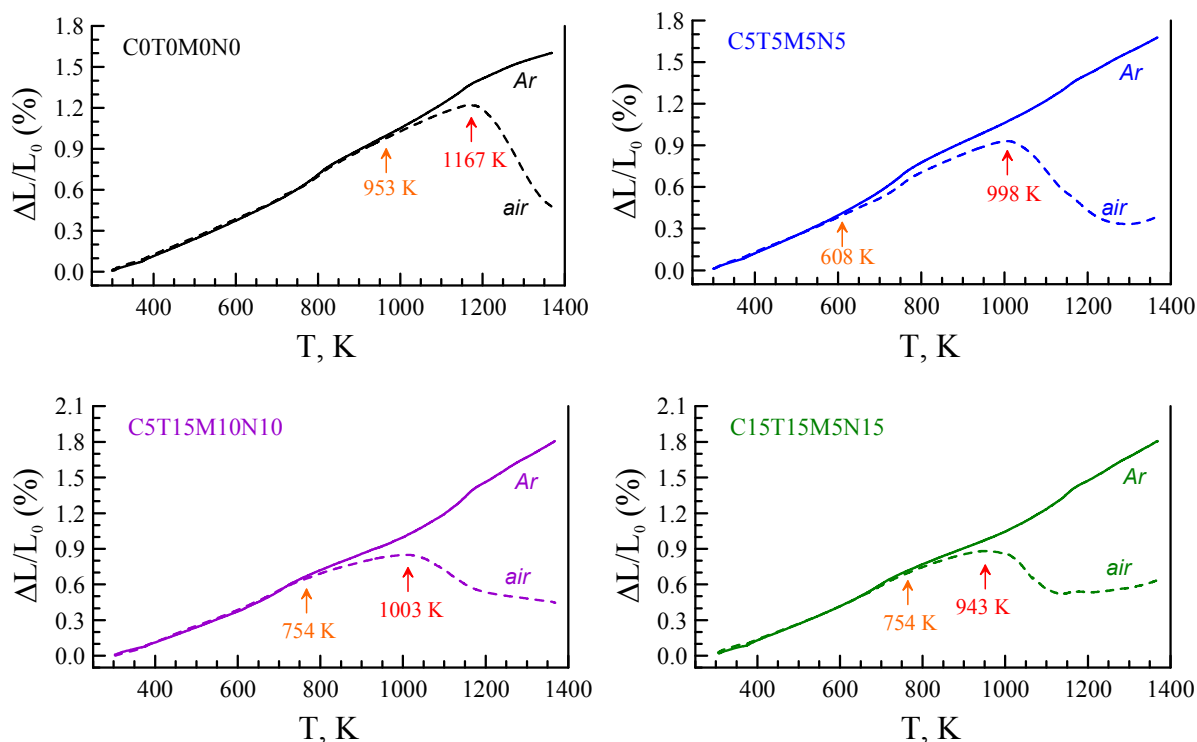 C0T0M0N0
Ar
air
953 K
1167 K
ΔL/L₀ (%)
0.0
0.3
0.6
0.9
1.2
1.5
1.8
400 600 800 1000 1200 1400
T, K
C5T5M5N5
Ar
air
608 K
998 K
ΔL/L₀ (%)
0.0
0.3
0.6
0.9
1.2
1.5
1.8
400 600 800 1000 1200 1400
T, K
C5T15M10N10
Ar
air
754 K
1003 K
ΔL/L₀ (%)
0.0
0.3
0.6
0.9
1.2
1.5
1.8
2.1
400 600 800 1000 1200 1400
T, K
C15T15M5N15
Ar
air
754 K
943 K
ΔL/L₀ (%)
0.0
0.3
0.6
0.9
1.2
1.5
1.8
2.1
400 600 800 1000 1200 1400
T, K